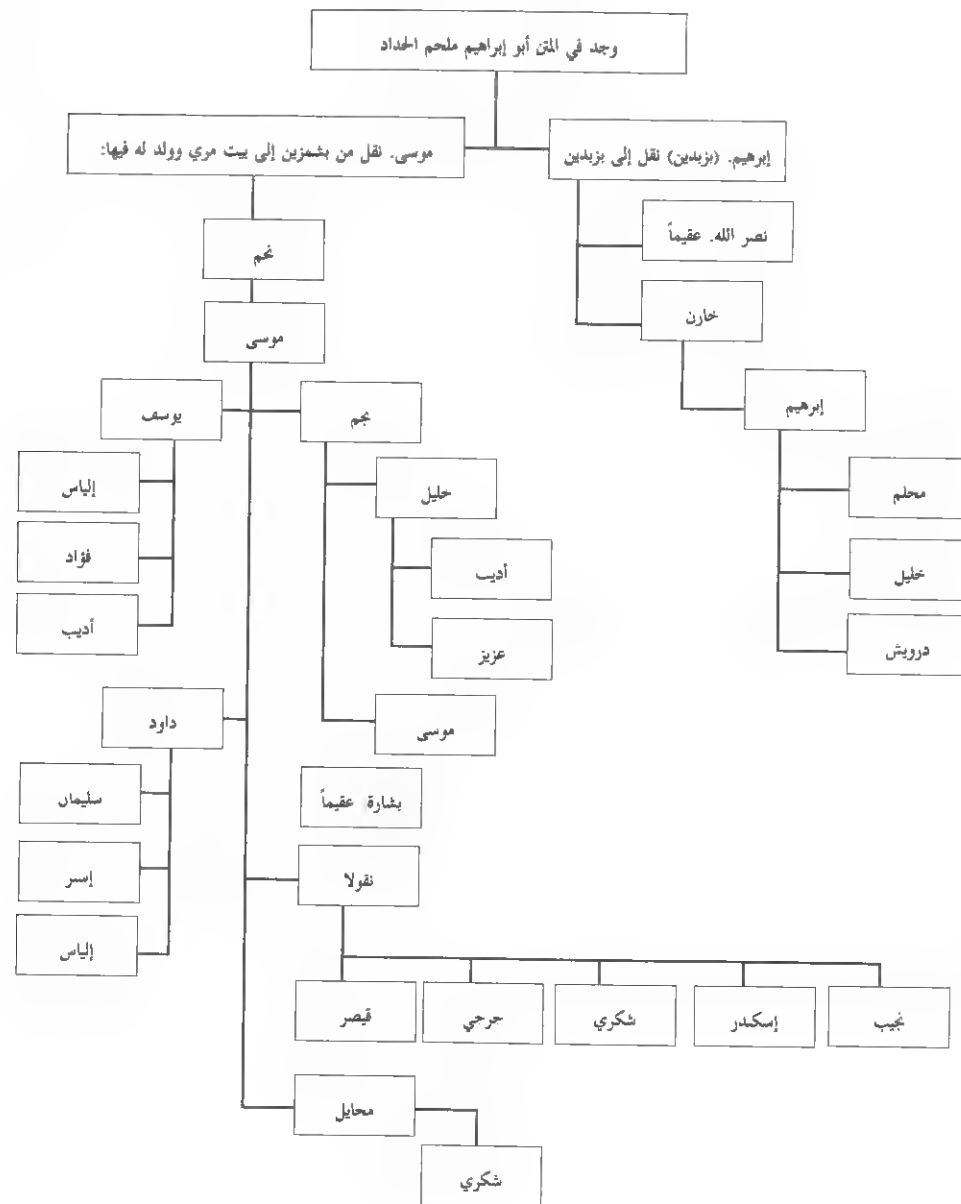 وجد في المتن أبو إبراهيم ملحم الحداد
إبرهيم. (بزبدين) نقل إلى بزبدين
موسى. نقل من بشمزين إلى بيت مري وولد له فيها:
نصر الله. عقيماً
نجم
خازن
موسى
إبرهيم
نجم
يوسف
محلم
خليل
إلياس
أديب
فؤاد
خليل
عزيز
أديب
درويش
موسى
داود
سليمان
بشارة عقيماً
إسبر
نقولا
إلياس
نجيب
إسكندر
شكري
جرجي
قيصر
محايل
شكري